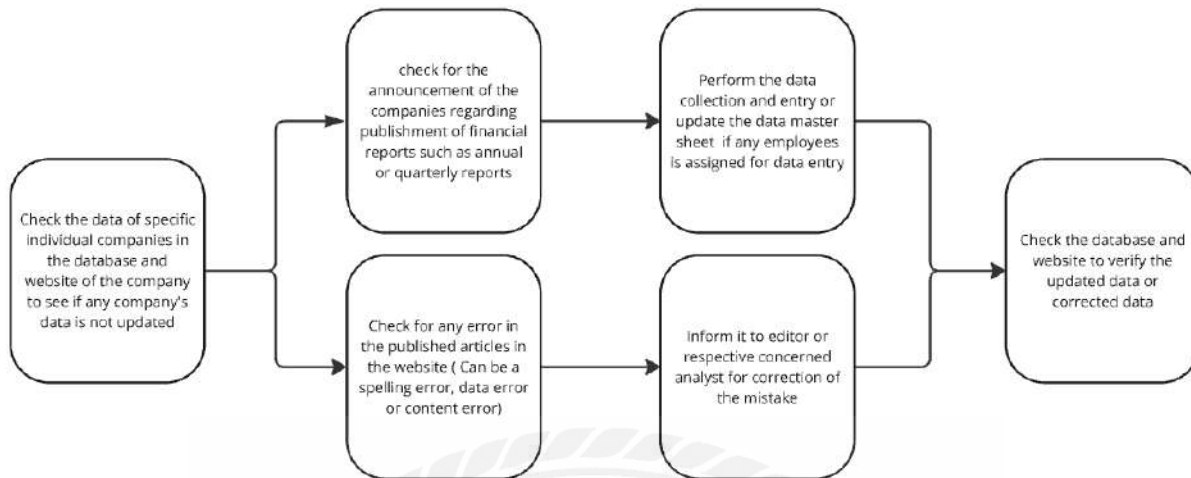 Check the data of specific
individual companies in
the database and
website of the company
to see if any company's
data is not updated
check for the
announcement of the
companies regarding
publishment of financial
reports such as annual
or quarterly reports
Perform the data
collection and entry or
update the data master
sheet if any employees
is assigned for data entry
Check for any error in
the published articles in
the website ( Can be a
spelling error, data error
or content error)
Inform it to editor or
respective concerned
analyst for correction of
the mistake
Check the database and
website to verify the
updated data or
corrected data